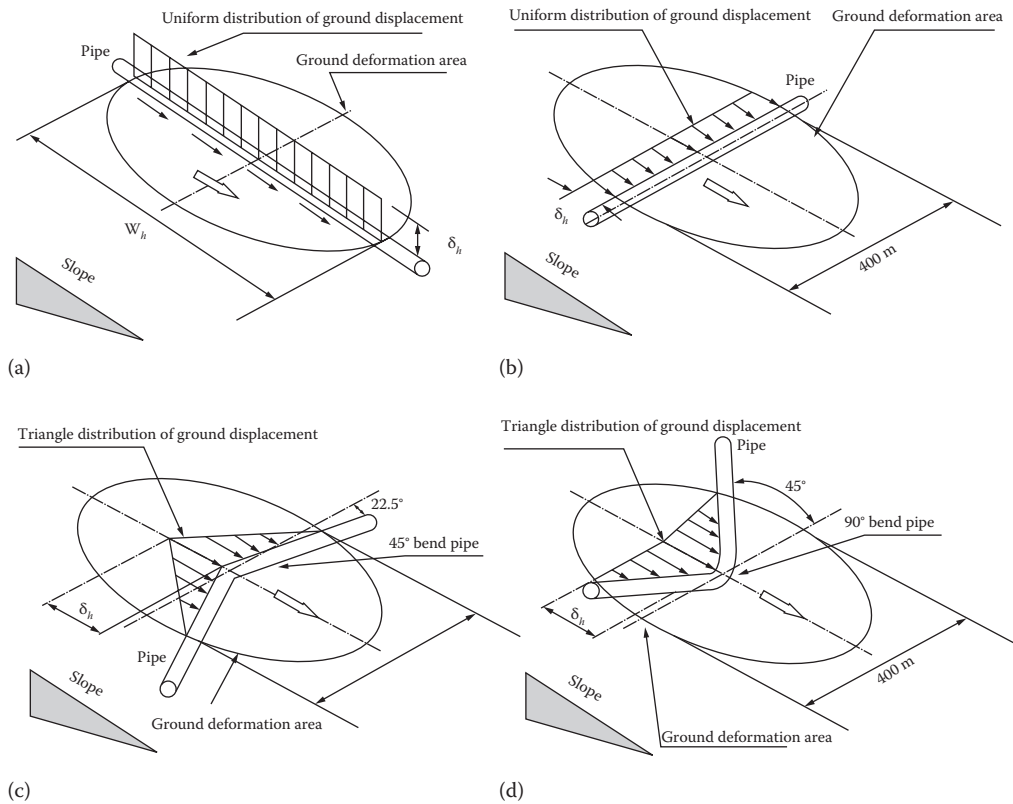 Uniform distribution of ground displacement
Pipe
Ground deformation area
W_h
δ_h
Slope
(a)
Uniform distribution of ground displacement
Ground deformation area
Pipe
δ_h
400 m
Slope
(b)
Triangle distribution of ground displacement
22.5°
45° bend pipe
δ_h
Pipe
Slope
Ground deformation area
(c)
Triangle distribution of ground displacement
Pipe
45°
90° bend pipe
δ_h
400 m
Slope
Ground deformation area
(d)